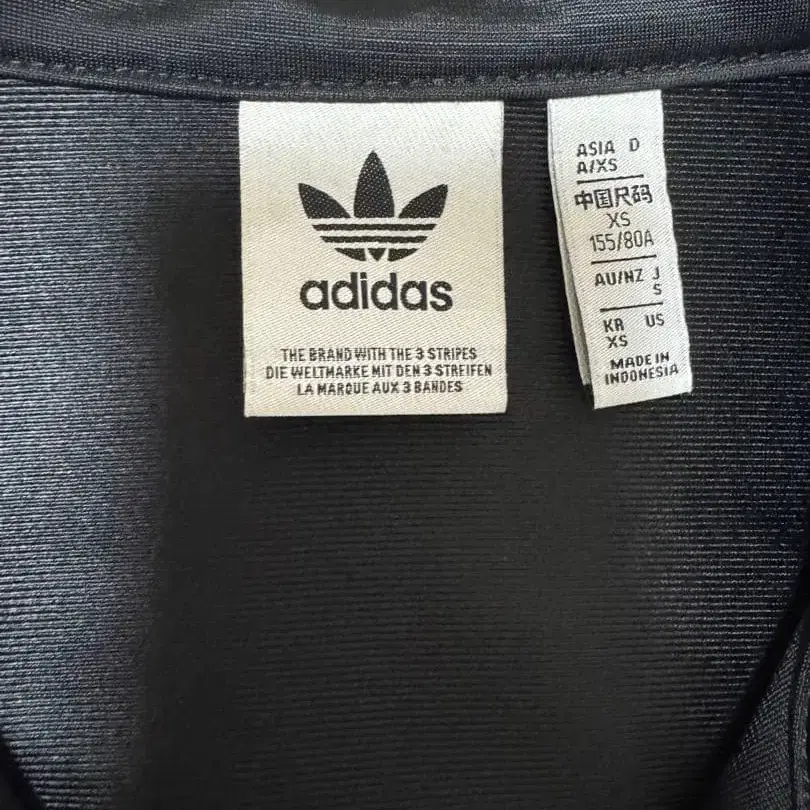 adidas
THE BRAND WITH THE 3 STRIPES
DIE WELTMARKE MIT DEN 3 STREIFEN
LA MARQUE AUX 3 BANDES
ASIA D
A/XS
中国尺码
XS
155/80A
AU/NZ J
S
KR US
XS
MADE IN
INDONESIA